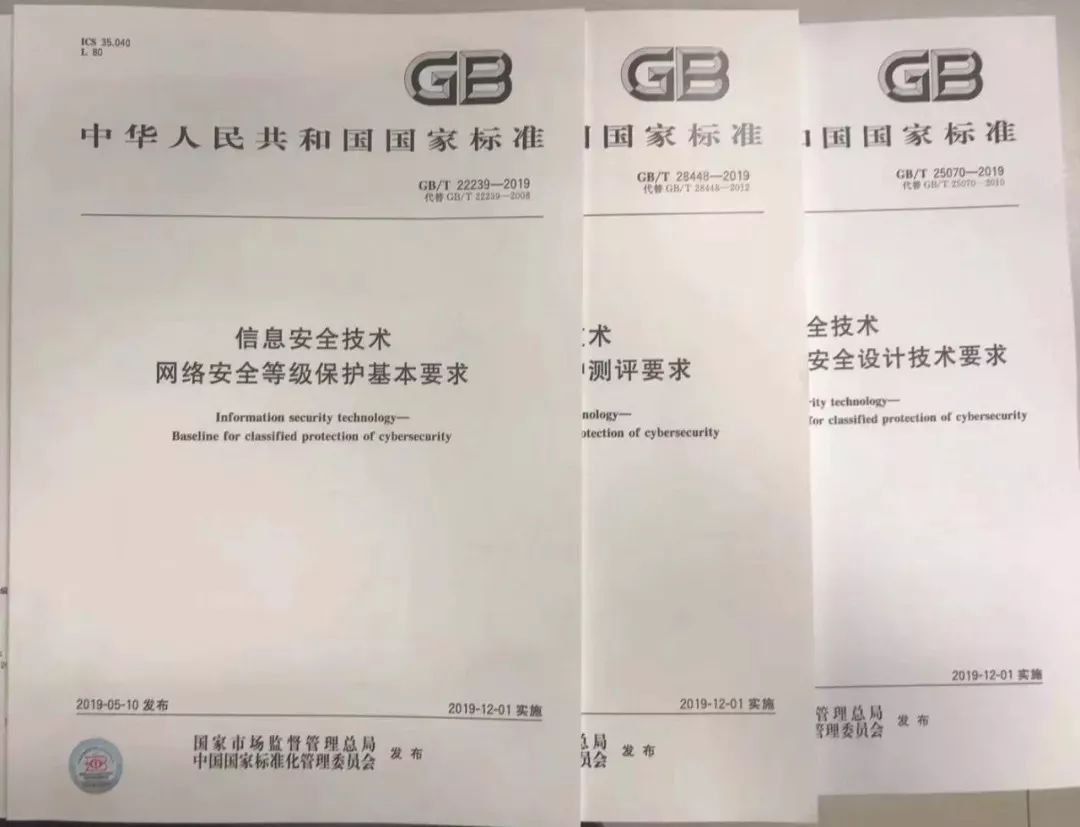 ICS 35.040
L 80
GB
中华人民共和国国家标准
GB/T 22239—2019
代替 GB/T 22239—2008
信息安全技术
网络安全等级保护基本要求
Information security technology—
Baseline for classified protection of cybersecurity
2019-05-10 发布
2019-12-01 实施
国家市场监督管理总局
中国国家标准化管理委员会
发布
GB
国国家标准
GB/T 28448—2019
代替 GB/T 28448—2012
术
测评要求
nology—
otection of cybersecurity
2019-12-01 实施
总局
员会
发布
GB
国国家标准
GB/T 25070—2019
代替 GB/T 25070—2010
全技术
安全设计技术要求
ity technology—
for classified protection of cybersecurity
2019-12-01 实施
管理总局
管理委员会
发布